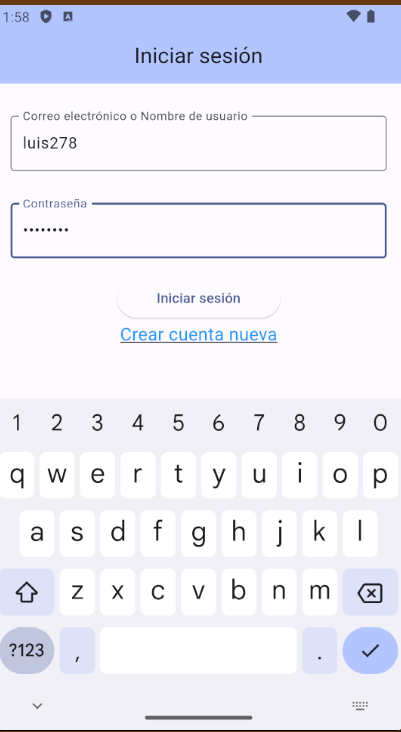 1:58
Iniciar sesión
Correo electrónico o Nombre de usuario
luis278
Contraseña
••••••••
Iniciar sesión
Crear cuenta nueva
1 2 3 4 5 6 7 8 9 0
q w e r t y u i o p
a s d f g h j k l
z x c v b n m
?123 , .